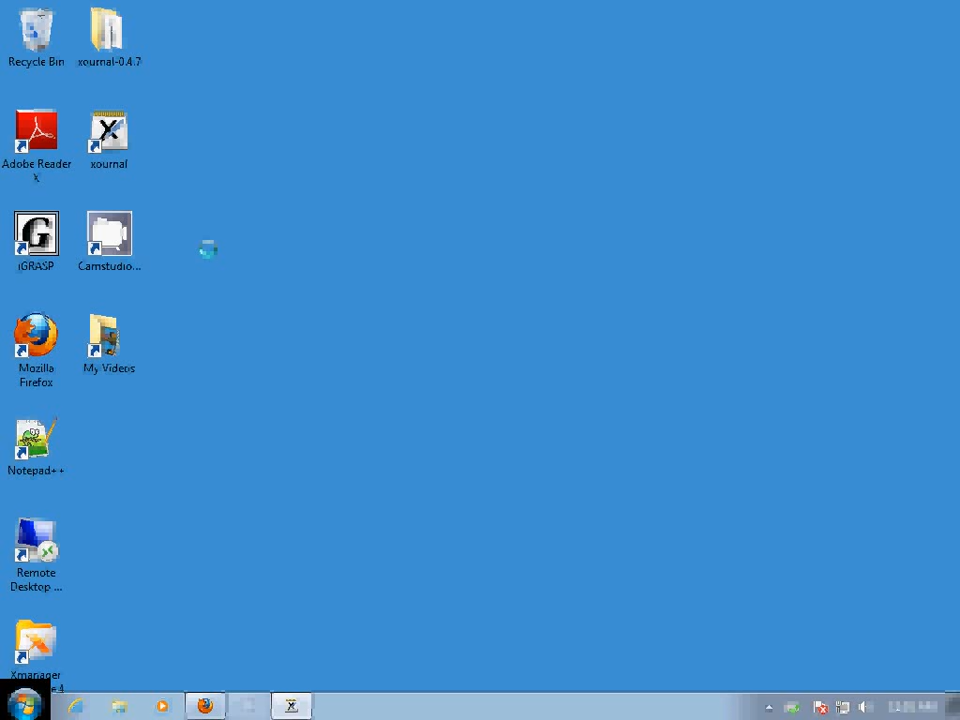 Recycle Bin
xournal-0.4.7
Adobe Reader
X
xournal
jGRASP
Camstudio...
Mozilla
Firefox
My Videos
Notepad++
Remote
Desktop ...
Xmanager